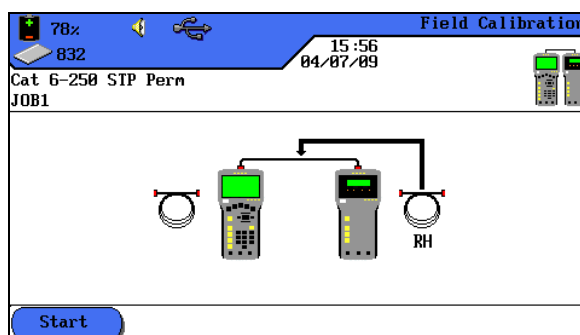 78%
Field Calibration
832
15:56
04/07/09
Cat 6-250 STP Perm
JOB1
RH
Start